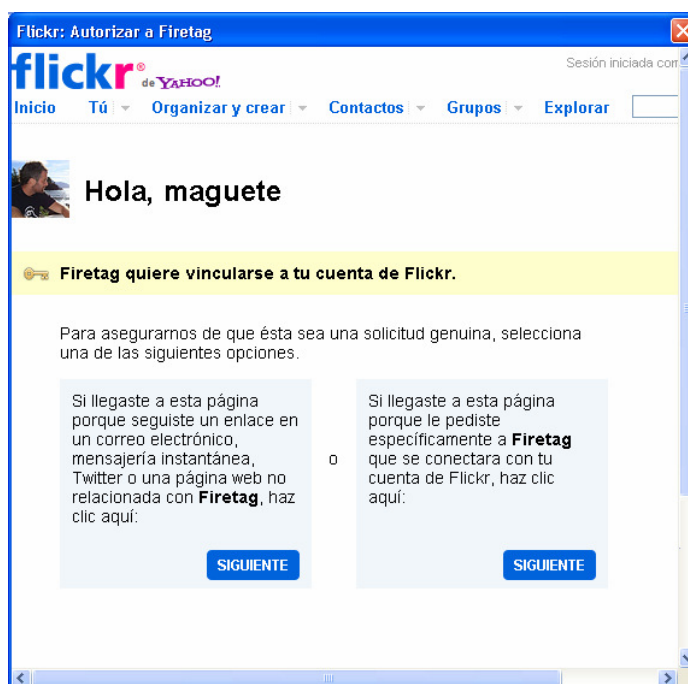 Flickr: Autorizar a Firetag
flickr® de YAHOO!
Sesión iniciada com
Inicio Tú Organizar y crear Contactos Grupos Explorar
Hola, maguete
Firetag quiere vincularse a tu cuenta de Flickr.
Para asegurarnos de que ésta sea una solicitud genuina, selecciona
una de las siguientes opciones.
Si llegaste a esta página
porque seguiste un enlace en
un correo electrónico,
mensajería instantánea,
Twitter o una página web no
relacionada con Firetag, haz
clic aquí:
SIGUIENTE
o
Si llegaste a esta página
porque le pediste
específicamente a Firetag
que se conectara con tu
cuenta de Flickr, haz clic
aquí:
SIGUIENTE